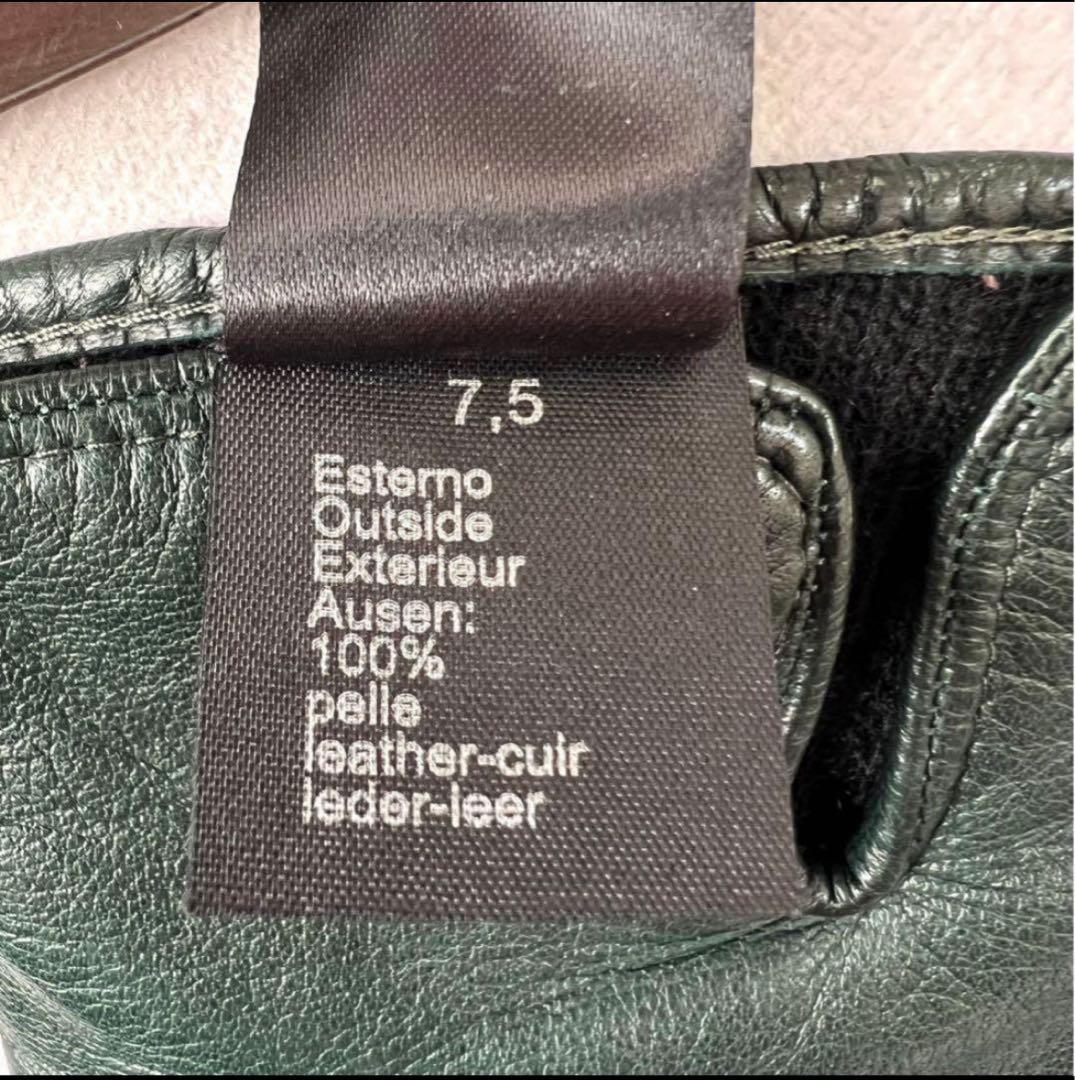 7,5
Esterno
Outside
Exterieur
Ausen:
100%
pelle
leather-cuir
leder-leer